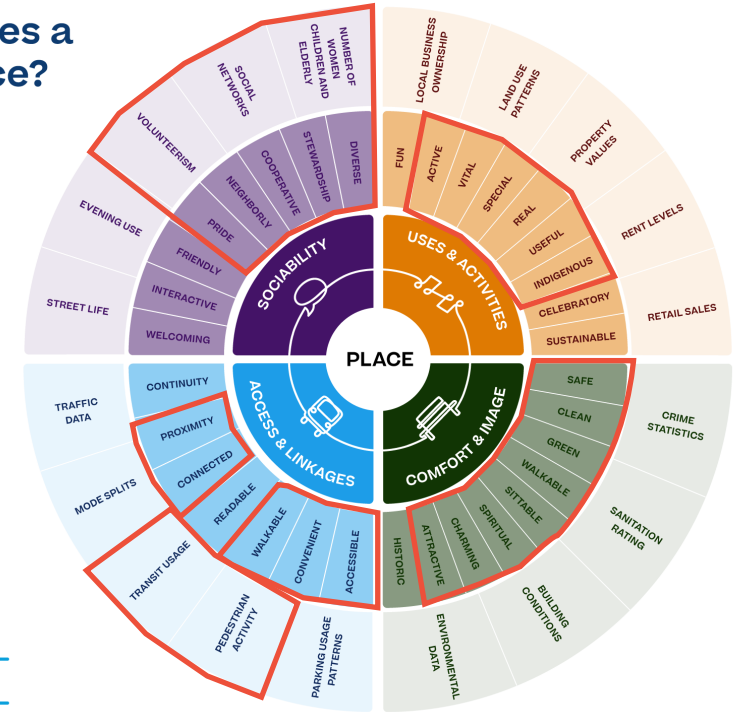 es a
ce?
NUMBER OF
WOMEN
CHILDREN AND
ELDERLY
SOCIAL
NETWORKS
VOLUNTEERISM
EVENING USE
STREET LIFE
DIVERSE
STEWARDSHIP
COOPERATIVE
NEIGHBORLY
PRIDE
FRIENDLY
INTERACTIVE
WELCOMING
SOCIABILITY
LOCAL BUSINESS
OWNERSHIP
LAND USE
PATTERNS
PROPERTY
VALUES
RENT LEVELS
RETAIL SALES
FUN
ACTIVE
VITAL
SPECIAL
REAL
USEFUL
INDIGENOUS
CELEBRATORY
SUSTAINABLE
USES & ACTIVITIES
PLACE
TRAFFIC
DATA
MODE SPLITS
TRANSIT USAGE
PEDESTRIAN
ACTIVITY
PARKING USAGE
PATTERNS
CONTINUITY
PROXIMITY
CONNECTED
READABLE
WALKABLE
CONVENIENT
ACCESSIBLE
ACCESS & LINKAGES
COMFORT & IMAGE
SAFE
CLEAN
GREEN
WALKABLE
SITTABLE
SPIRITUAL
CHARMING
ATTRACTIVE
HISTORIC
CRIME
STATISTICS
SANITATION
RATING
BUILDING
CONDITIONS
ENVIRONMENTAL
DATA